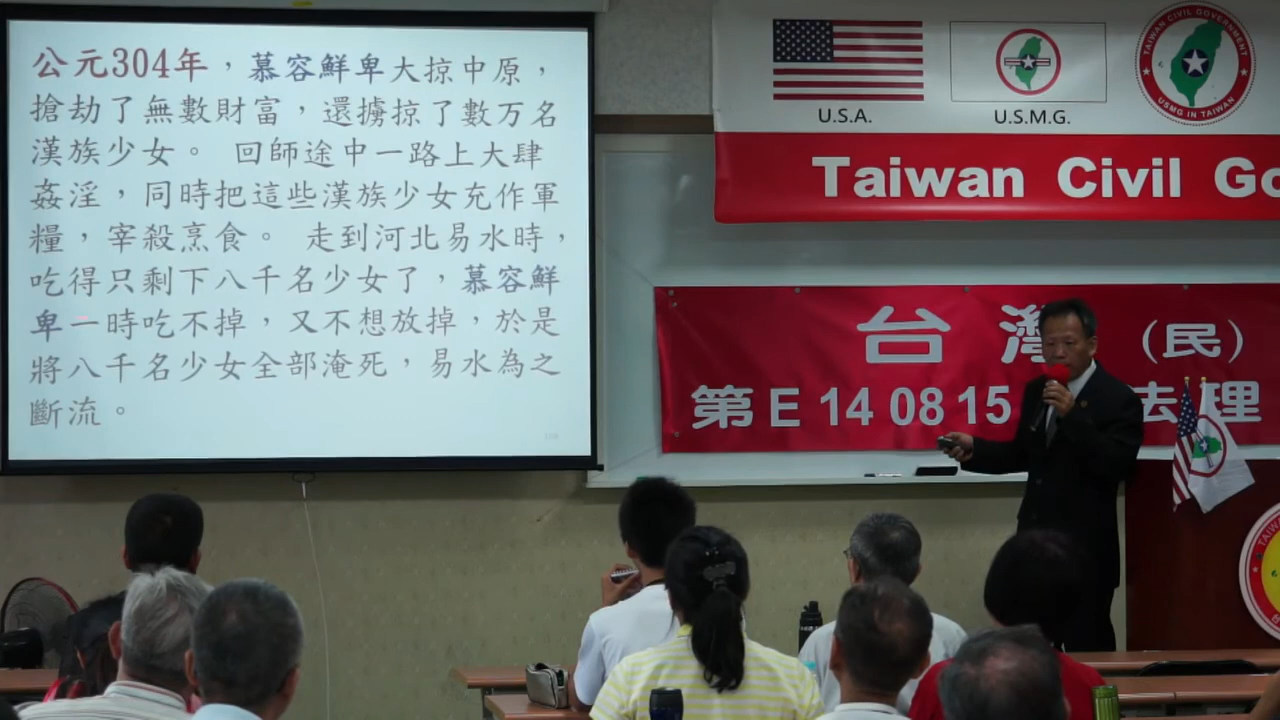 公元304年，慕容鮮卑大掠中原，
搶劫了無數財富，還擄掠了數万名
漢族少女。 回師途中一路上大肆
姦淫，同時把這些漢族少女充作軍
糧，宰殺烹食。 走到河北易水時，
吃得只剩下八千名少女了，慕容鮮
卑一時吃不掉，又不想放掉，於是
將八千名少女全部淹死，易水為之
斷流。
U.S.A.
U.S.M.G.
TAIWAN CIVIL GOVERNMENT
USMG IN TAIWAN
Taiwan Civil Go
台灣 (民)
第E 14 08 15 法理